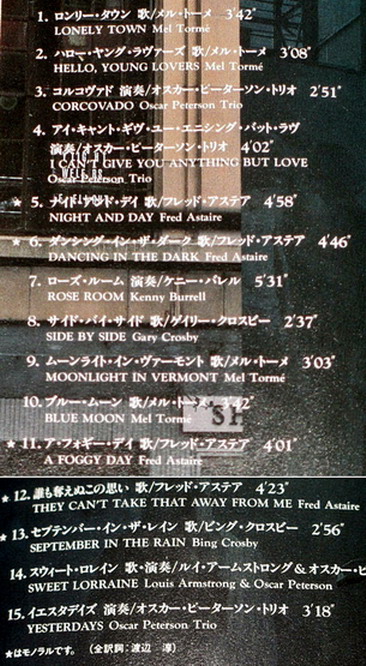 1. ロンリー・タウン 歌/メル・トーメ 3'42"
LONELY TOWN Mel Tormé
2. ハロー・ヤング・ラヴァーズ 歌/メル・トーメ 3'08"
HELLO, YOUNG LOVERS Mel Tormé
3. コルコヴァド 演奏/オスカー・ピーターソン・トリオ 2'51"
CORCOVADO Oscar Peterson Trio
4. アイ・キャント・ギヴ・ユー・エニシング・バット・ラヴ
演奏/オスカー・ピーターソン・トリオ 4'02"
I CAN'T GIVE YOU ANYTHING BUT LOVE
Oscar Peterson Trio
★ 5. ナイト・アンド・デイ 歌/フレッド・アステア 4'58"
NIGHT AND DAY Fred Astaire
★ 6. ダンシング・イン・ザ・ダーク 歌/フレッド・アステア 4'46"
DANCING IN THE DARK Fred Astaire
7. ローズ・ルーム 演奏/ケニー・バレル 5'31"
ROSE ROOM Kenny Burrell
8. サイド・バイ・サイド 歌/ゲイリー・クロスビー 2'37"
SIDE BY SIDE Gary Crosby
9. ムーンライト・イン・ヴァーモント 歌/メル・トーメ 3'03"
MOONLIGHT IN VERMONT Mel Tormé
10. ブルー・ムーン 歌/メル・トーメ 3'42"
BLUE MOON Mel Tormé
★ 11. ア・フォギー・デイ 歌/フレッド・アステア 4'01"
A FOGGY DAY Fred Astaire
★ 12. 誰も奪えぬこの思い 歌/フレッド・アステア 4'23"
THEY CAN'T TAKE THAT AWAY FROM ME Fred Astaire
★ 13. セプテンバー・イン・ザ・レイン 歌/ビング・クロスビー 2'56"
SEPTEMBER IN THE RAIN Bing Crosby
14. スウィート・ロレイン 歌・演奏/ルイ・アームストロング&オスカー・ピ
SWEET LORRAINE Louis Armstrong & Oscar Peterson
15. イエスタデイズ 演奏/オスカー・ピーターソン・トリオ 3'18"
YESTERDAYS Oscar Peterson Trio
★はモノラルです。 (全訳詞:渡辺 淳)